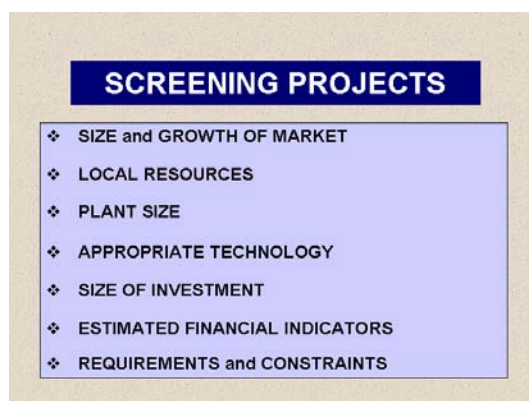 SCREENING PROJECTS
❖ SIZE and GROWTH OF MARKET
❖ LOCAL RESOURCES
❖ PLANT SIZE
❖ APPROPRIATE TECHNOLOGY
❖ SIZE OF INVESTMENT
❖ ESTIMATED FINANCIAL INDICATORS
❖ REQUIREMENTS and CONSTRAINTS